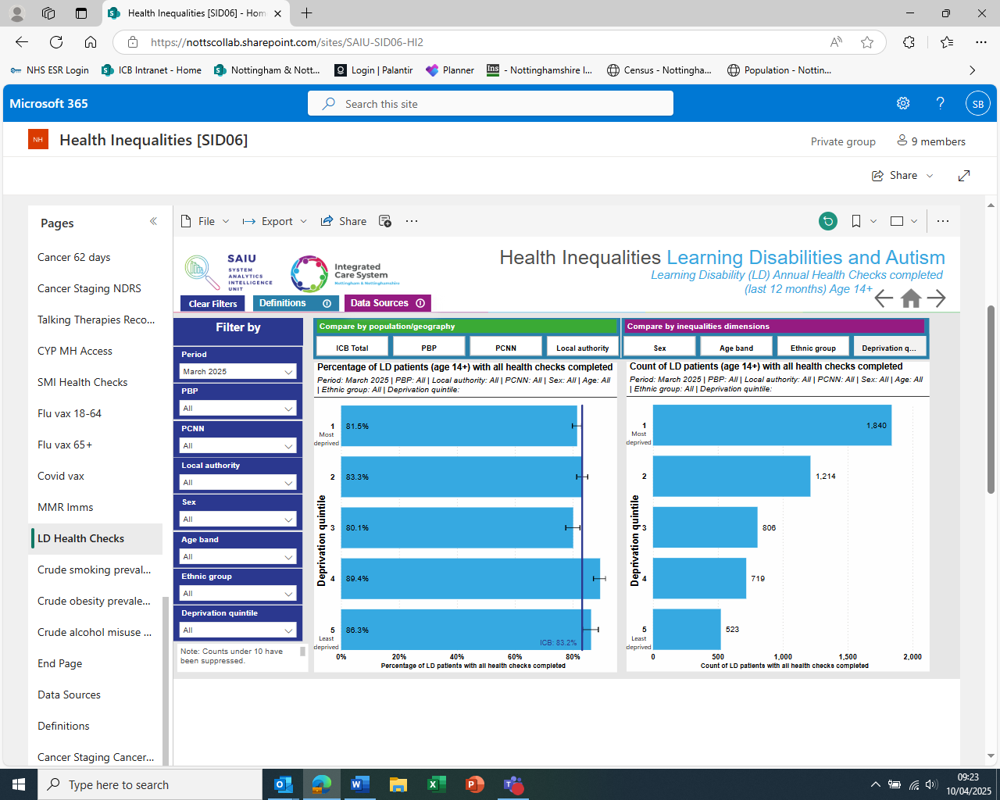 Health Inequalities [SID06] - Hom
https://nottscollab.sharepoint.com/sites/SAIU-SID06-HI2
NHS ESR Login
ICB Intranet - Home
Nottingham & Nott...
Login | Palantir
Planner
Ins
- Nottinghamshire I...
Census - Nottingha...
Population - Nottin...
Microsoft 365
Search this site
SB
NH
Health Inequalities [SID06]
Private group
9 members
Share
Pages
Cancer 62 days
Cancer Staging NDRS
Talking Therapies Reco...
CYP MH Access
SMI Health Checks
Flu vax 18-64
Flu vax 65+
Covid vax
MMR Imms
LD Health Checks
Crude smoking preval...
Crude obesity prevale...
Crude alcohol misuse ...
End Page
Data Sources
Definitions
Cancer Staging Cancer...
File
Export
Share
SAIU
SYSTEM
ANALYTICS
INTELLIGENCE
UNIT
Integrated
Care System
Nottingham & Nottinghamshire
Health Inequalities Learning Disabilities and Autism
Learning Disability (LD) Annual Health Checks completed
(last 12 months) Age 14+
Clear Filters
Definitions
Data Sources
Filter by
Period
March 2025
PBP
All
PCNN
All
Local authority
All
Sex
All
Age band
All
Ethnic group
All
Deprivation quintile
All
Note: Counts under 10 have
been suppressed.
Compare by population/geography
ICB Total
PBP
PCNN
Local authority
Compare by inequalities dimensions
Sex
Age band
Ethnic group
Deprivation q...
Percentage of LD patients (age 14+) with all health checks completed
Period: March 2025 | PBP: All | Local authority: All | PCNN: All | Sex: All | Age: All
| Ethnic group: All | Deprivation quintile:
Deprivation quintile
1
Most
deprived
81.5%
2
83.3%
3
80.1%
4
89.4%
5
Least
deprived
86.3%
ICB: 83.2%
0%
20%
40%
60%
80%
Percentage of LD patients with all health checks completed
Count of LD patients (age 14+) with all health checks completed
Period: March 2025 | PBP: All | Local authority: All | PCNN: All | Sex: All | Age: All
| Ethnic group: All | Deprivation quintile:
Deprivation quintile
1
Most
deprived
1,840
2
1,214
3
806
4
719
5
Least
deprived
523
0
500
1,000
1,500
2,000
Count of LD patients with all health checks completed
Type here to search
09:23
10/04/2025